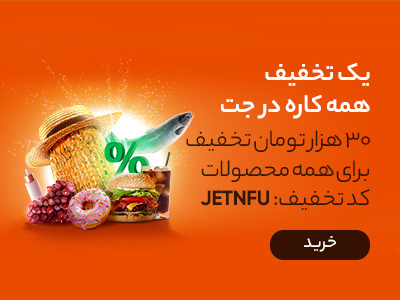 یک تخفیف
همه کاره در جت
۳۰ هزار تومان تخفیف
برای همه محصولات
کد تخفیف: JETNFU
%
خرید